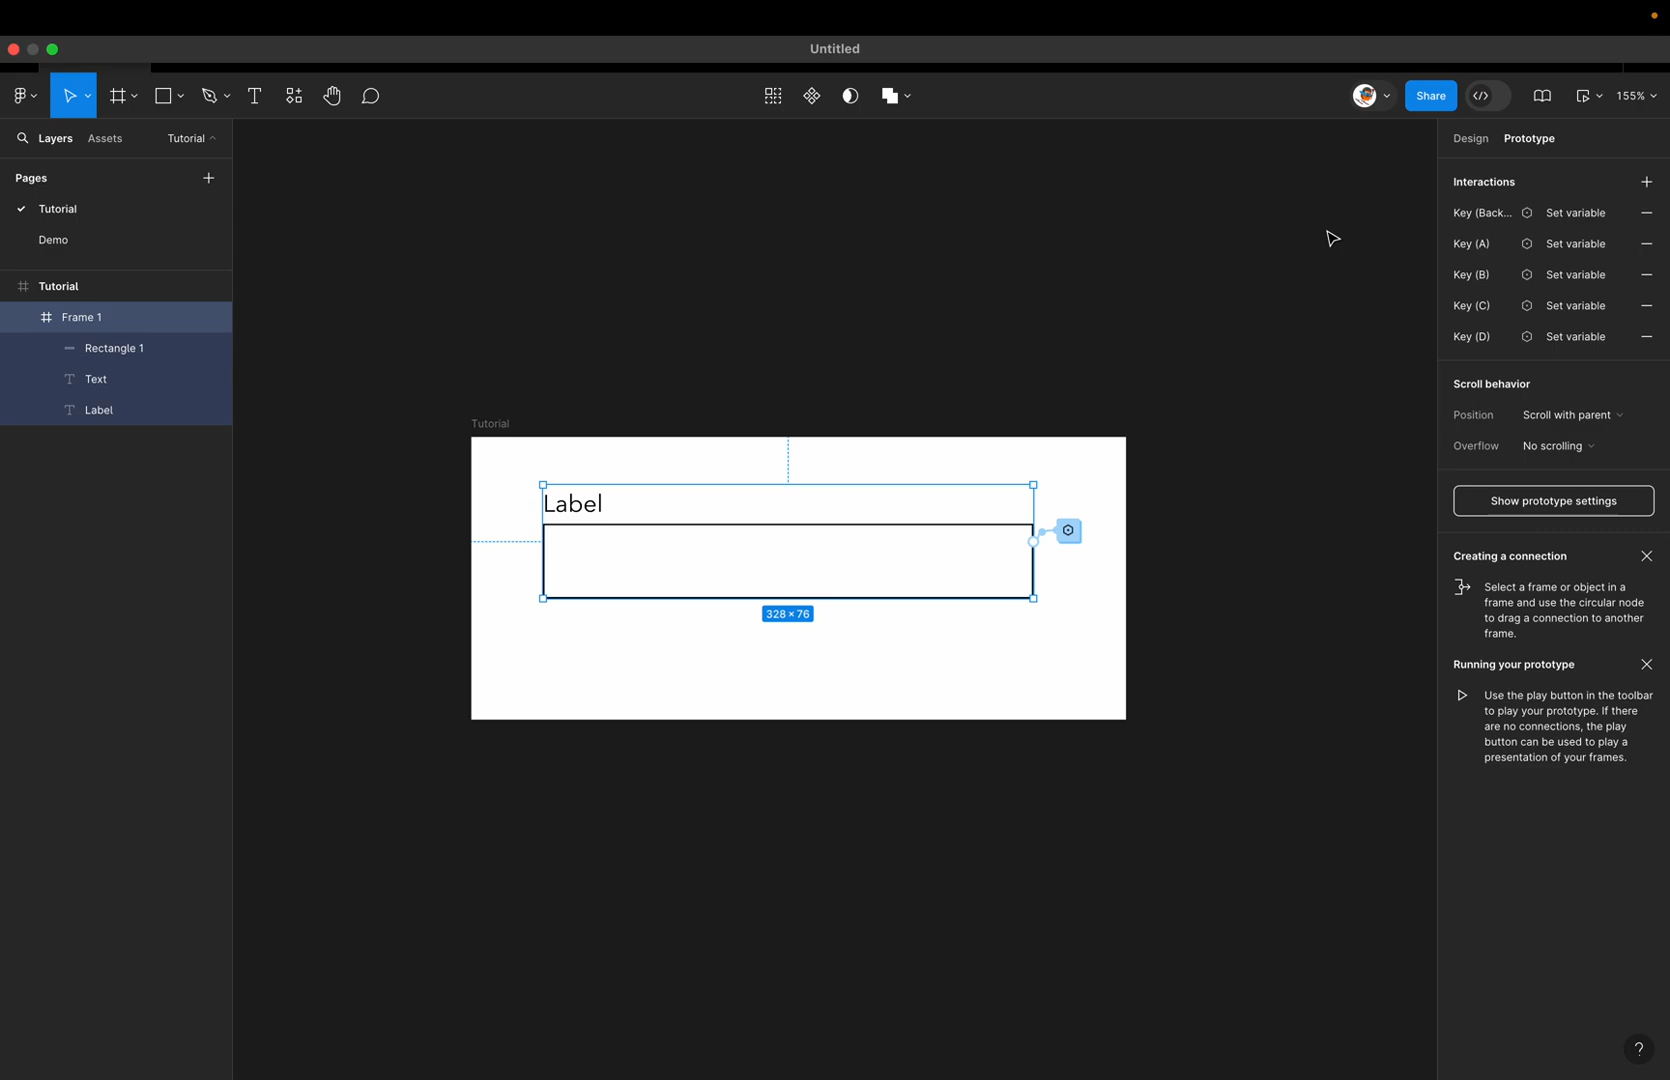 Untitled
Share
155%
Layers
Assets
Tutorial
Pages
Tutorial
Demo
Tutorial
Frame 1
Rectangle 1
Text
Label
Tutorial
Label
328 × 76
Design
Prototype
Interactions
Key (Back...
Set variable
Key (A)
Set variable
Key (B)
Set variable
Key (C)
Set variable
Key (D)
Set variable
Scroll behavior
Position
Scroll with parent
Overflow
No scrolling
Show prototype settings
Creating a connection
Select a frame or object in a
frame and use the circular node
to drag a connection to another
frame.
Running your prototype
Use the play button in the toolbar
to play your prototype. If there
are no connections, the play
button can be used to play a
presentation of your frames.
?